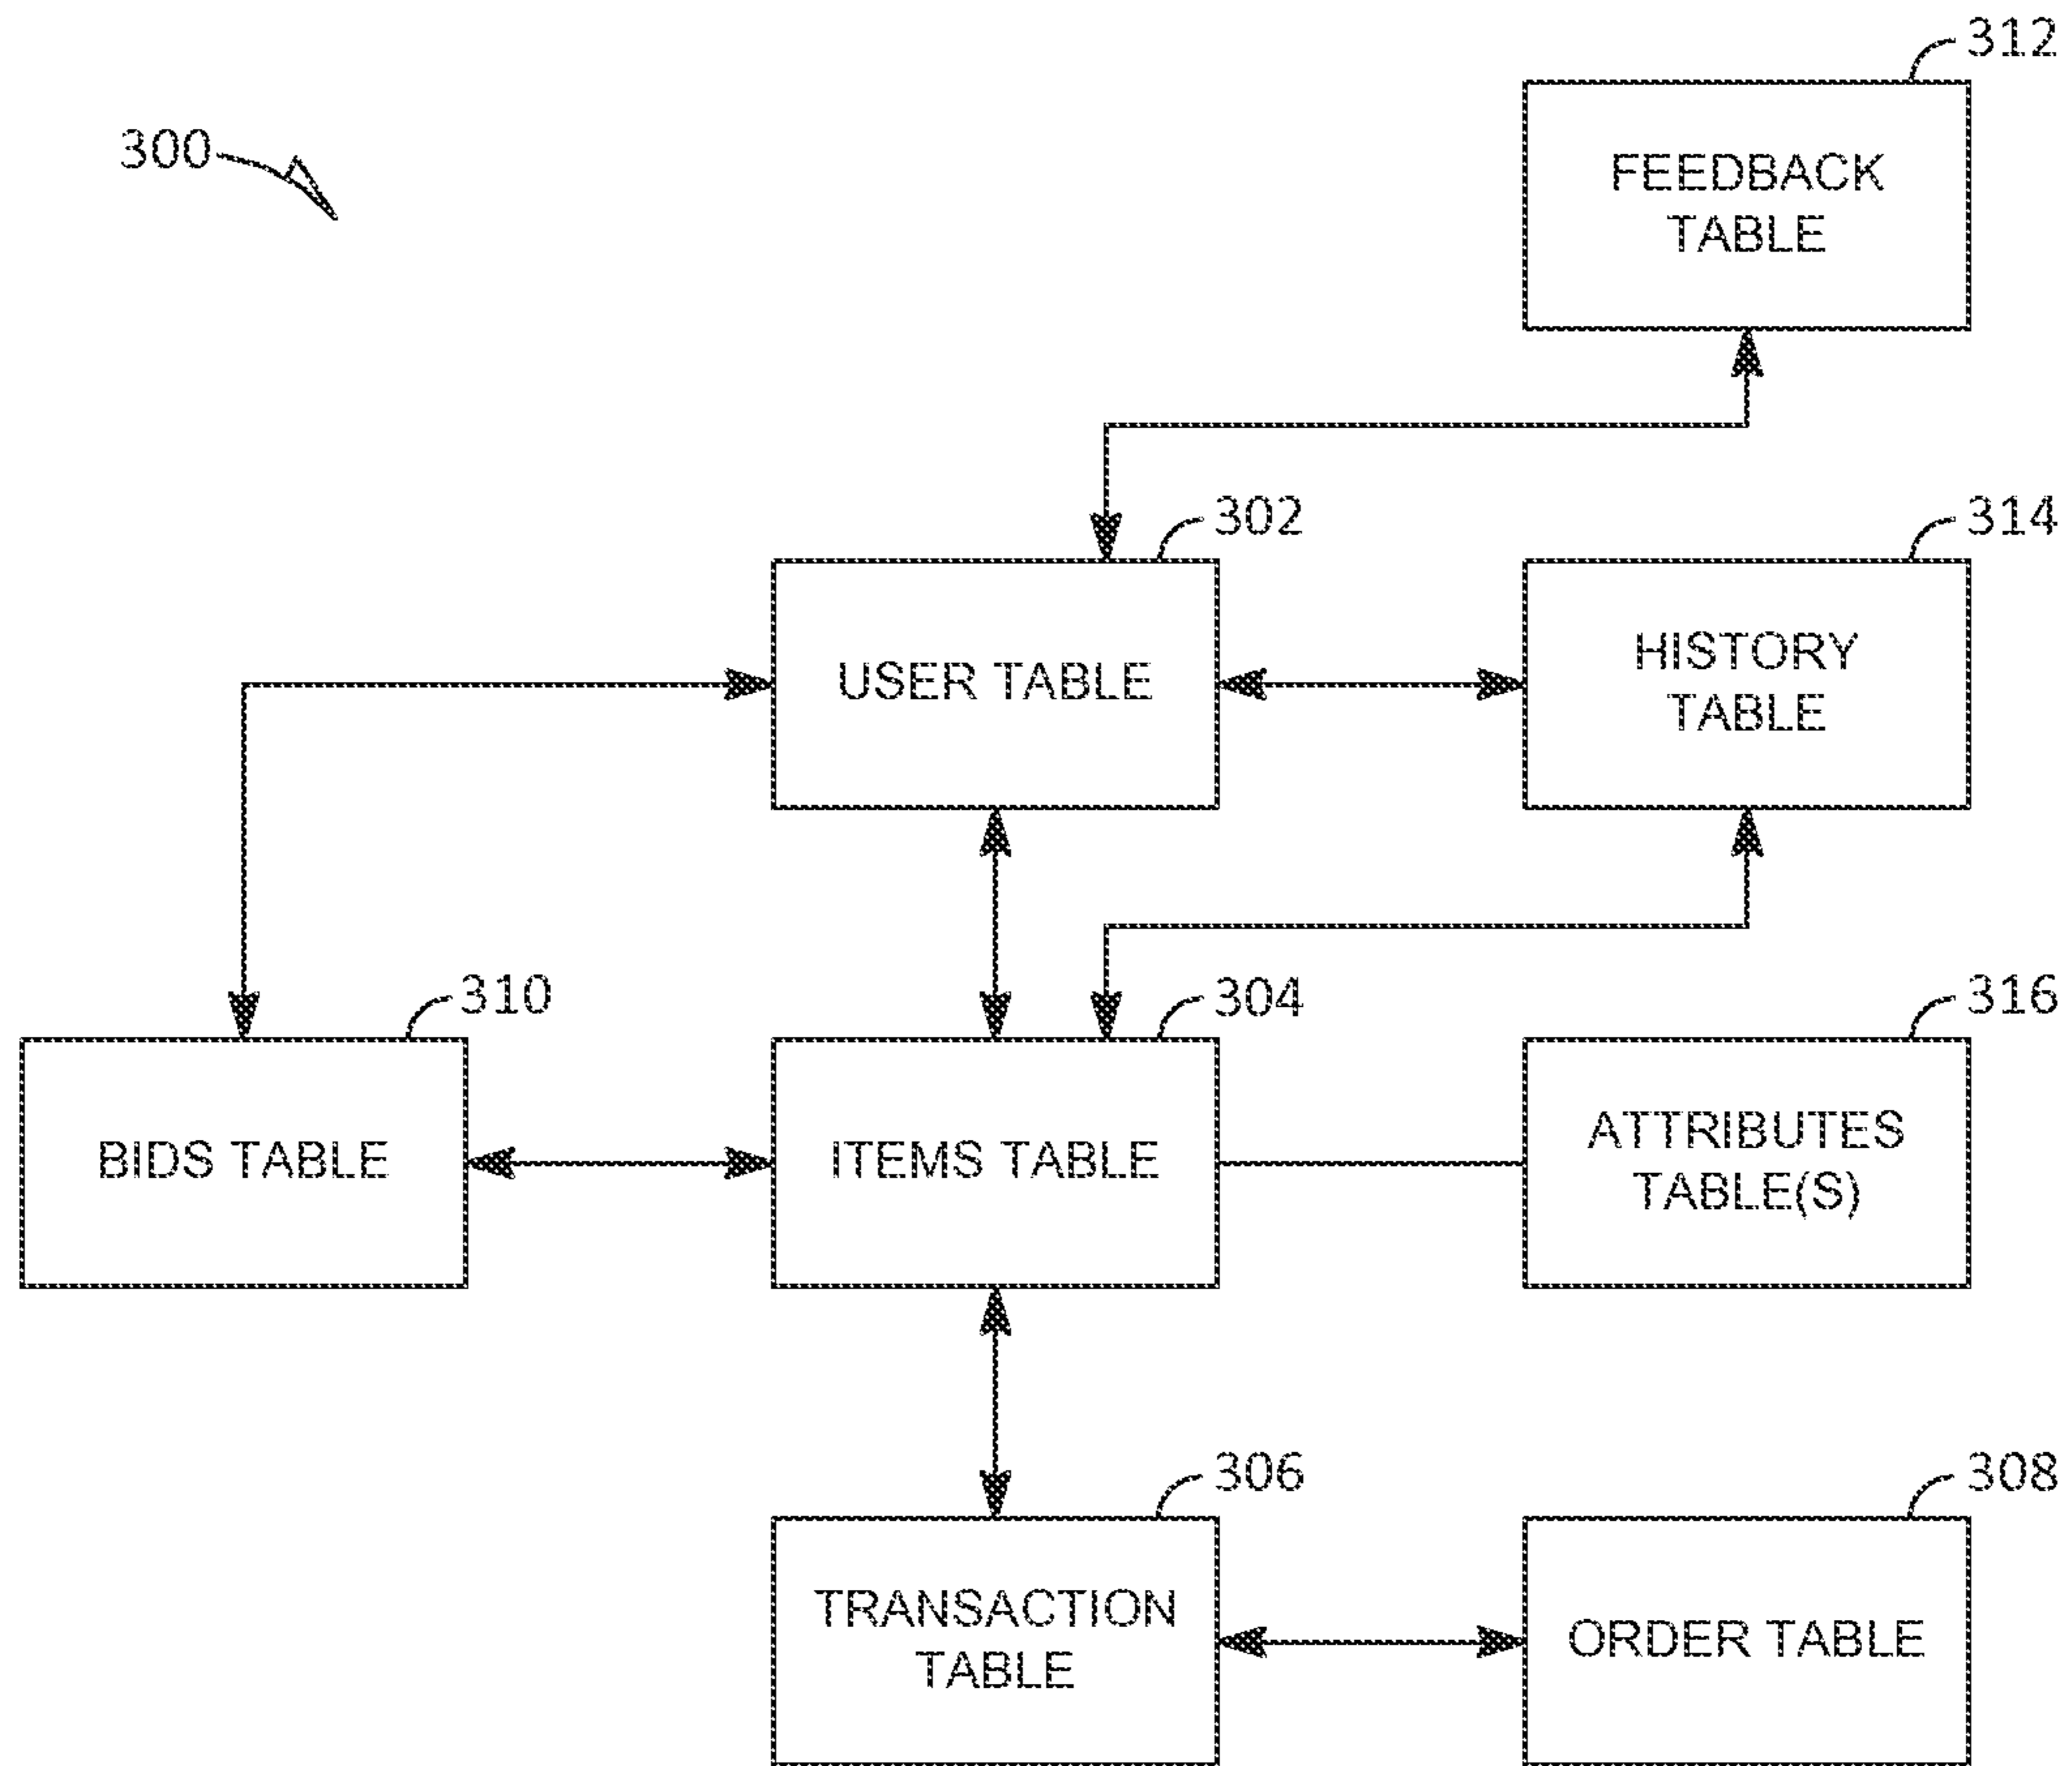 312
300
FEEDBACK
TABLE
302
314
USER TABLE
HISTORY
TABLE
310
304
316
BIDS TABLE
ITEMS TABLE
ATTRIBUTES
TABLE(S)
306
308
TRANSACTION
TABLE
ORDER TABLE